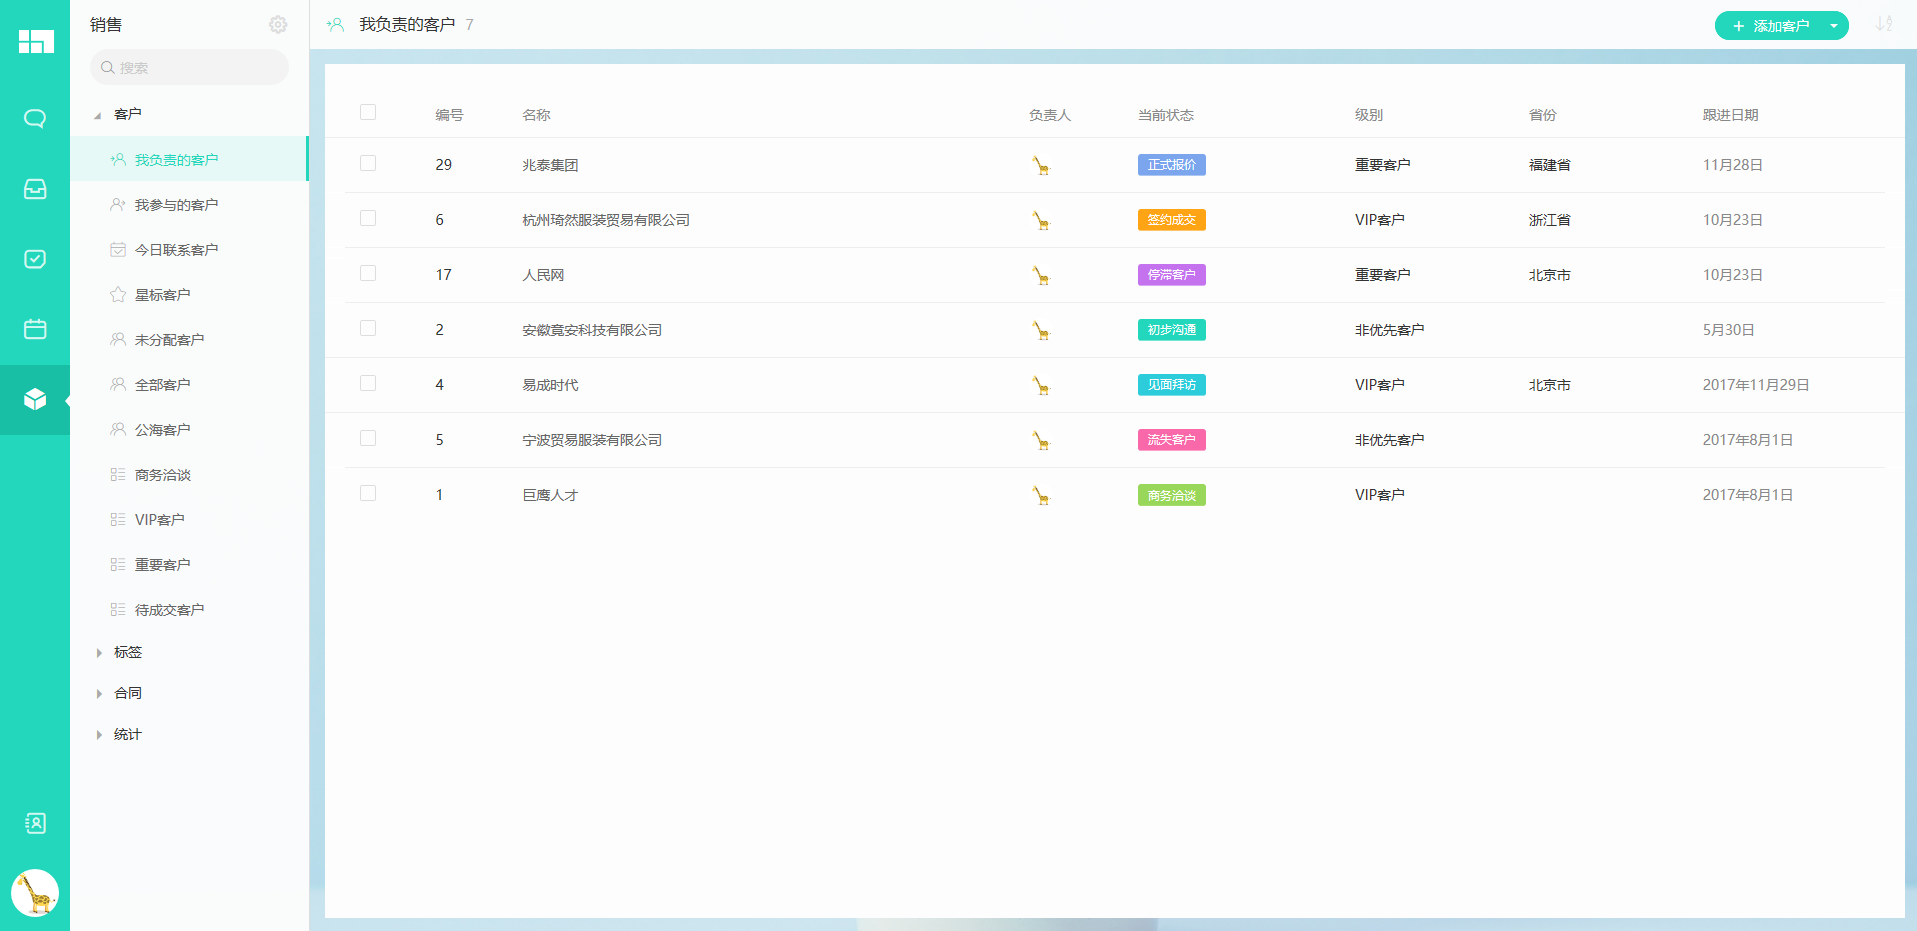 销售
搜索
客户
我负责的客户
我参与的客户
今日联系客户
星标客户
未分配客户
全部客户
公海客户
商务洽谈
VIP客户
重要客户
待成交客户
标签
合同
统计
我负责的客户 7
+ 添加客户
编号 名称 负责人 当前状态 级别 省份 跟进日期
29 兆泰集团 正式报价 重要客户 福建省 11月28日
6 杭州琦然服装贸易有限公司 签约成交 VIP客户 浙江省 10月23日
17 人民网 停滞客户 重要客户 北京市 10月23日
2 安徽竟安科技有限公司 初步沟通 非优先客户 5月30日
4 易成时代 见面拜访 VIP客户 北京市 2017年11月29日
5 宁波贸易服装有限公司 流失客户 非优先客户 2017年8月1日
1 巨鹰人才 商务洽谈 VIP客户 2017年8月1日